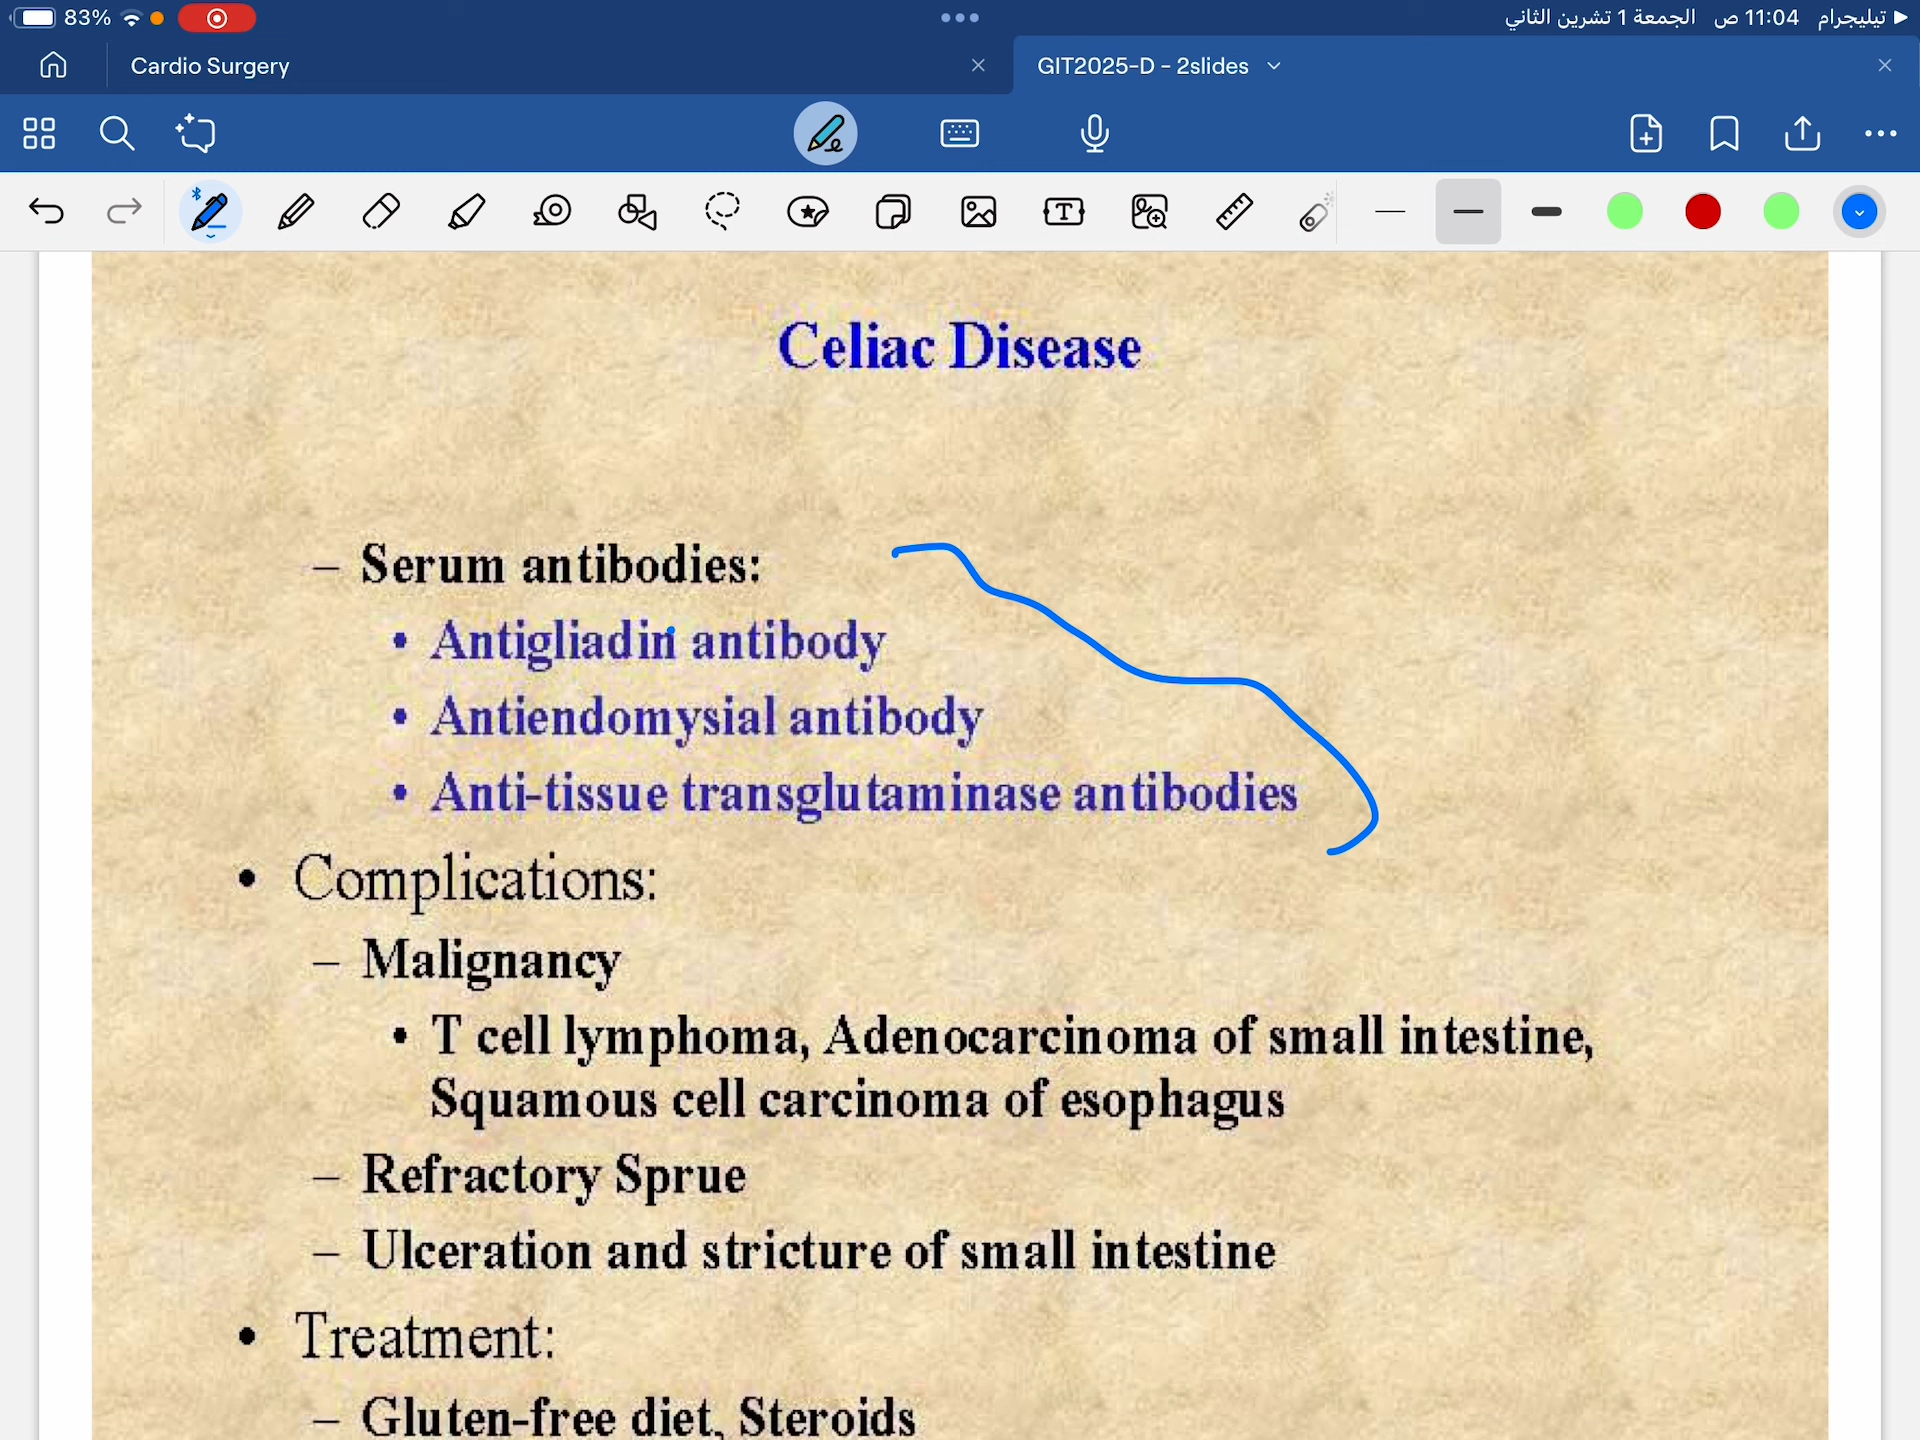 83%
تيليجرام 11:04 ص الجمعة 1 تشرين الثاني
Cardio Surgery
GIT2025-D - 2slides
Celiac Disease
– Serum antibodies:
• Antigliadin antibody
• Antiendomysial antibody
• Anti-tissue transglutaminase antibodies
• Complications:
– Malignancy
• T cell lymphoma, Adenocarcinoma of small intestine,
Squamous cell carcinoma of esophagus
– Refractory Sprue
– Ulceration and stricture of small intestine
• Treatment:
– Gluten-free diet, Steroids